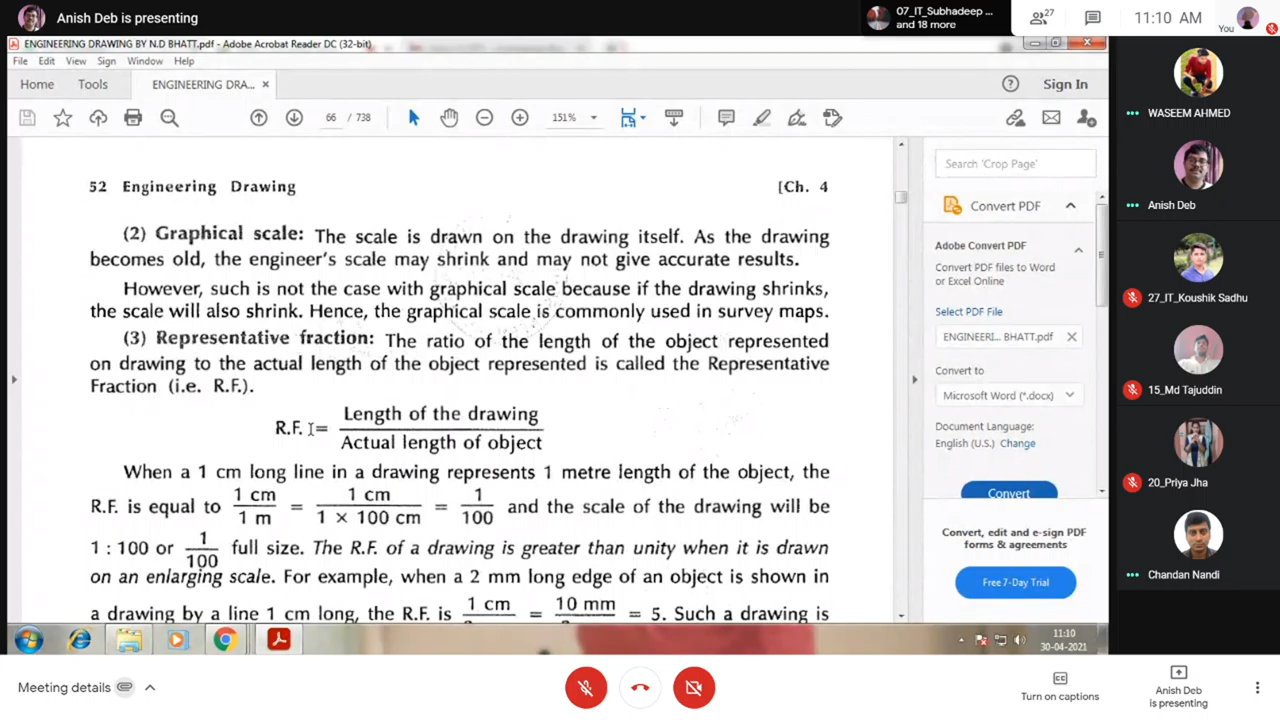 Anish Deb is presenting
07_IT_Subhadeep ...
and 18 more
27
11:10 AM
You
ENGINEERING DRAWING BY N.D BHATT.pdf - Adobe Acrobat Reader DC (32-bit)
File Edit View Sign Window Help
Home Tools ENGINEERING DRA... × Sign In
66 / 738 151%
52 Engineering Drawing [Ch. 4
(2) Graphical scale: The scale is drawn on the drawing itself. As the drawing
becomes old, the engineer's scale may shrink and may not give accurate results.
However, such is not the case with graphical scale because if the drawing shrinks,
the scale will also shrink. Hence, the graphical scale is commonly used in survey maps.
(3) Representative fraction: The ratio of the length of the object represented
on drawing to the actual length of the object represented is called the Representative
Fraction (i.e. R.F.).
R.F. = Length of the drawing
Actual length of object
When a 1 cm long line in a drawing represents 1 metre length of the object, the
R.F. is equal to 1 cm / 1 m = 1 cm / 1 × 100 cm = 1 / 100 and the scale of the drawing will be
1 : 100 or 1 / 100 full size. The R.F. of a drawing is greater than unity when it is drawn
on an enlarging scale. For example, when a 2 mm long edge of an object is shown in
a drawing by a line 1 cm long, the R.F. is 1 cm = 10 mm = 5. Such a drawing is
Search 'Crop Page'
Convert PDF
Adobe Convert PDF
Convert PDF files to Word
or Excel Online
Select PDF File
ENGINEERI... BHATT.pdf ×
Convert to
Microsoft Word (*.docx)
Document Language:
English (U.S.) Change
Convert
Convert, edit and e-sign PDF
forms & agreements
Free 7-Day Trial
11:10
30-04-2021
WASEEM AHMED
Anish Deb
27_IT_Koushik Sadhu
15_Md Tajuddin
20_Priya Jha
Chandan Nandi
Meeting details
Turn on captions
Anish Deb
is presenting